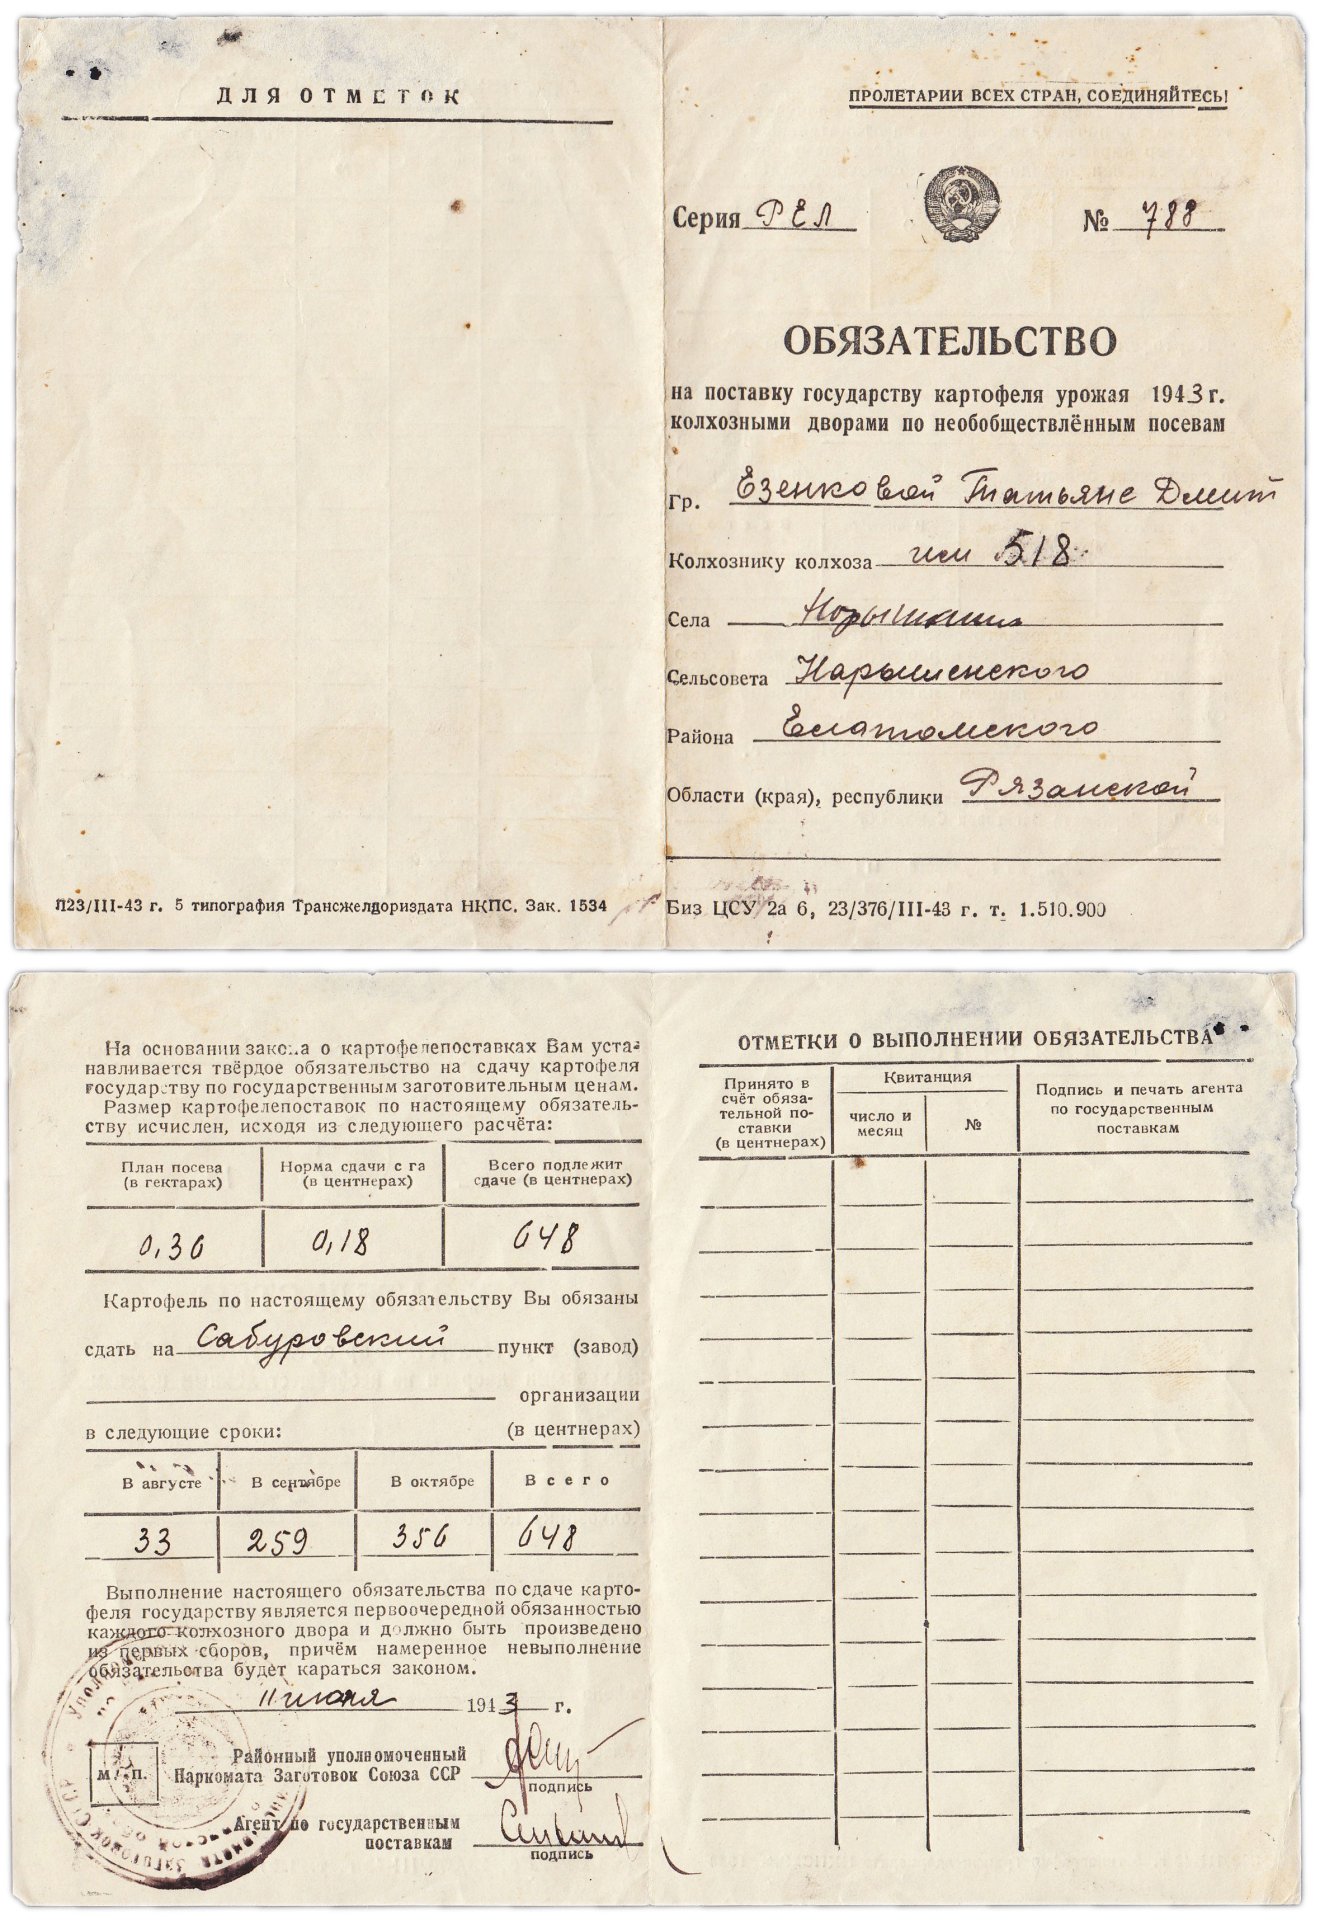 ДЛЯ ОТМЕТОК
П23/III-43 г. 5 типография Трансжелдориздата НКПС. Зак. 1534
ПРОЛЕТАРИИ ВСЕХ СТРАН, СОЕДИНЯЙТЕСЬ!
Серия РЕЛ № 788
ОБЯЗАТЕЛЬСТВО
на поставку государству картофеля урожая 1943 г.
колхозными дворами по необобществлённым посевам
Гр. Езенковой Татьяне Дмит
Колхознику колхоза им 518
Села
Сельсовета Нарышенского
Района Елатомского
Области (края), республики Рязанской
Биз ЦСУ 2а 6, 23/376/III-43 г. т. 1.510.900
На основании закона о картофелепоставках Вам уста-
навливается твёрдое обязательство на сдачу картофеля
государству по государственным заготовительным ценам.
Размер картофелепоставок по настоящему обязатель-
ству исчислен, исходя из следующего расчёта:
План посева
(в гектарах)
Норма сдачи с га
(в центнерах)
Всего подлежит
сдаче (в центнерах)
0,36 0,18 648
Картофель по настоящему обязательству Вы обязаны
сдать на Сабуровский пункт (завод)
организации
в следующие сроки: (в центнерах)
В августе В сентябре В октябре Всего
33 259 356 648
Выполнение настоящего обязательства по сдаче карто-
феля государству является первоочередной обязанностью
каждого колхозного двора и должно быть произведено
из первых сборов, причём намеренное невыполнение
обязательства будет караться законом.
11 июня 1943 г.
М. П.
Районный уполномоченный
Наркомата Заготовок Союза ССР
подпись
Агент по государственным
поставкам
подпись
ОТМЕТКИ О ВЫПОЛНЕНИИ ОБЯЗАТЕЛЬСТВА
Принято в
счёт обяза-
тельной по-
ставки
(в центнерах)
Квитанция
число и
месяц
№
Подпись и печать агента
по государственным
поставкам